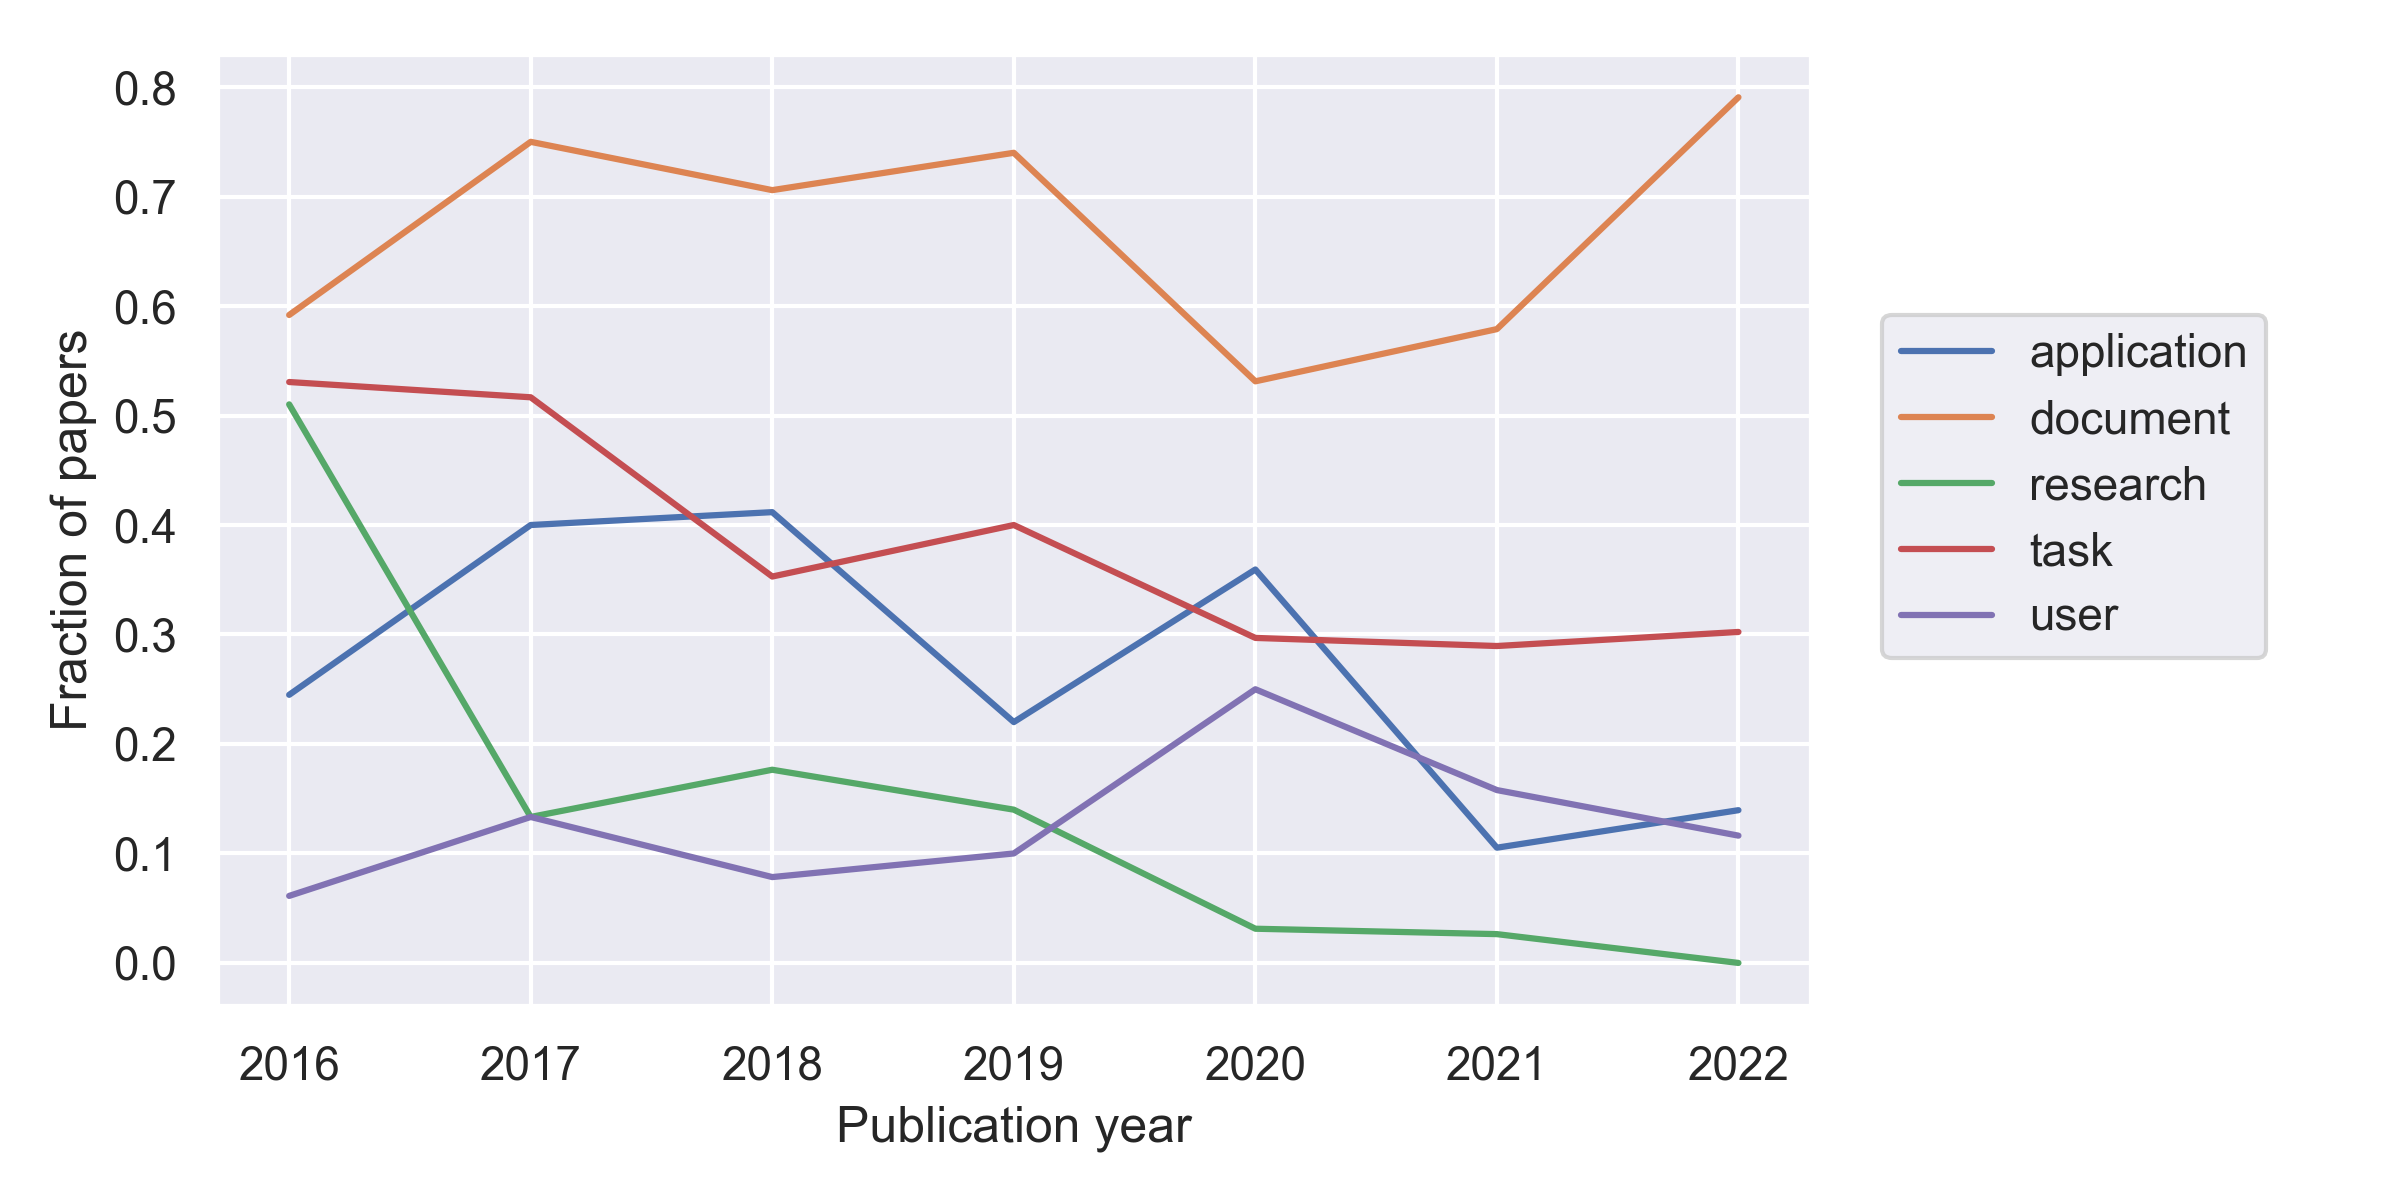 0.8
0.7
0.6
0.5
0.4
0.3
0.2
0.1
0.0
Fraction of papers
2016 2017 2018 2019 2020 2021 2022
Publication year
application
document
research
task
user